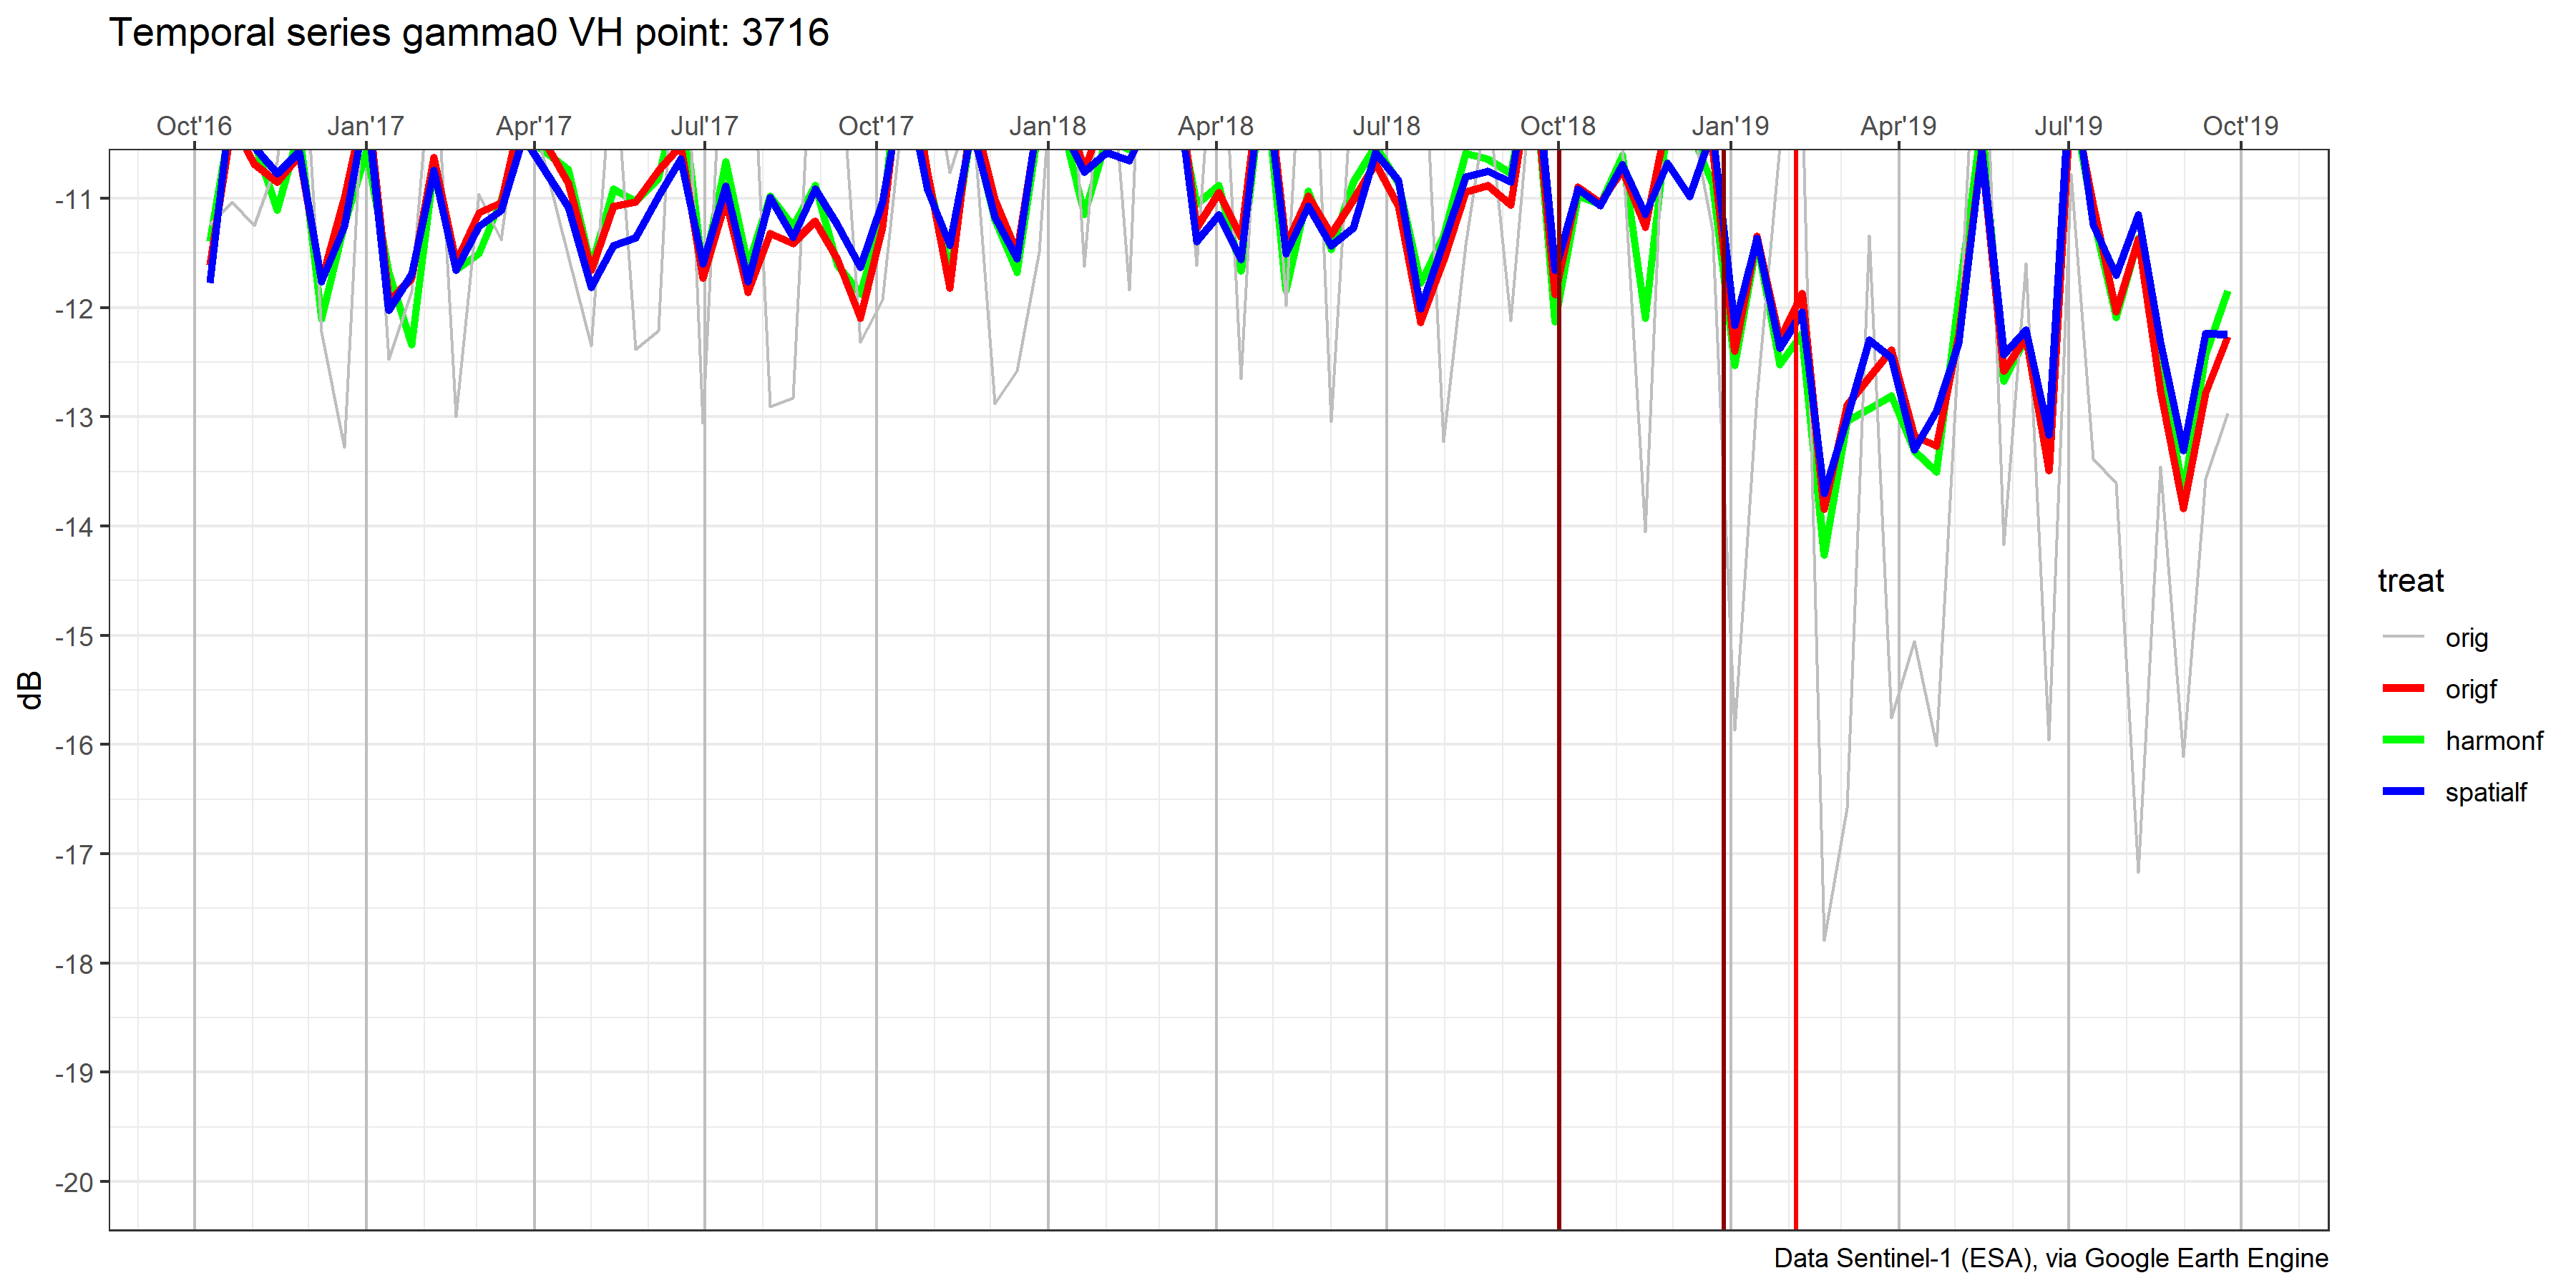 Temporal series gamma0 VH point: 3716
Oct'16 Jan'17 Apr'17 Jul'17 Oct'17 Jan'18 Apr'18 Jul'18 Oct'18 Jan'19 Apr'19 Jul'19 Oct'19
-11
-12
-13
-14
-15
-16
-17
-18
-19
-20
dB
treat
orig
origf
harmonf
spatialf
Data Sentinel-1 (ESA), via Google Earth Engine